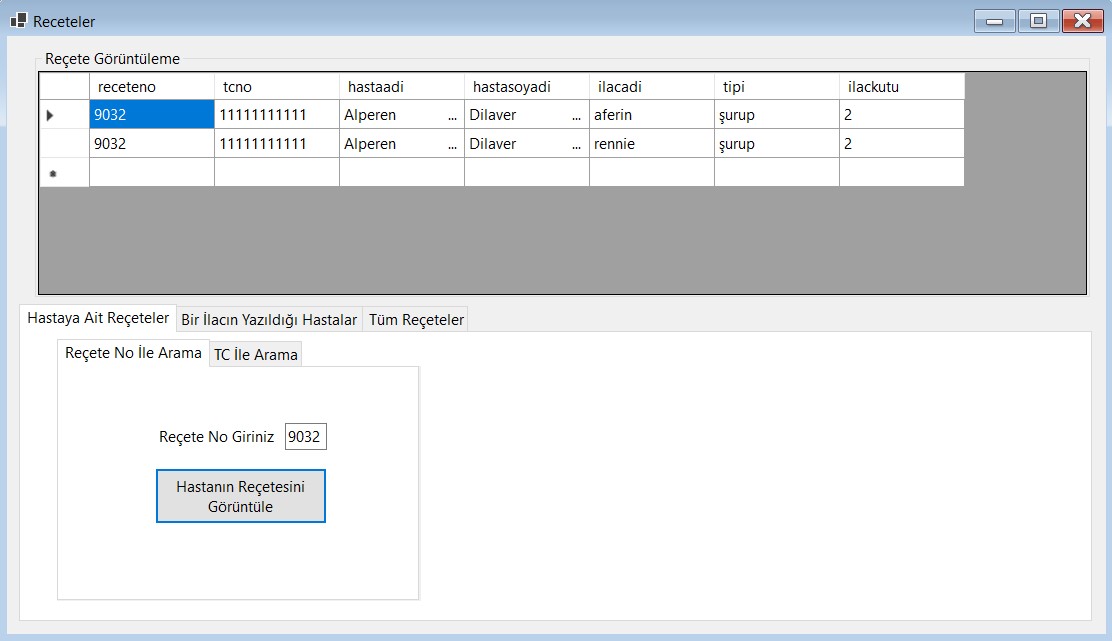 Receteler
Reçete Görüntüleme
receteno tcno hastaadi hastasoyadi ilacadi tipi ilackutu
9032 11111111111 Alperen ... Dilaver ... aferin şurup 2
9032 11111111111 Alperen ... Dilaver ... rennie şurup 2
Hastaya Ait Reçeteler Bir İlacın Yazıldığı Hastalar Tüm Reçeteler
Reçete No İle Arama TC İle Arama
Reçete No Giriniz 9032
Hastanın Reçetesini
Görüntüle